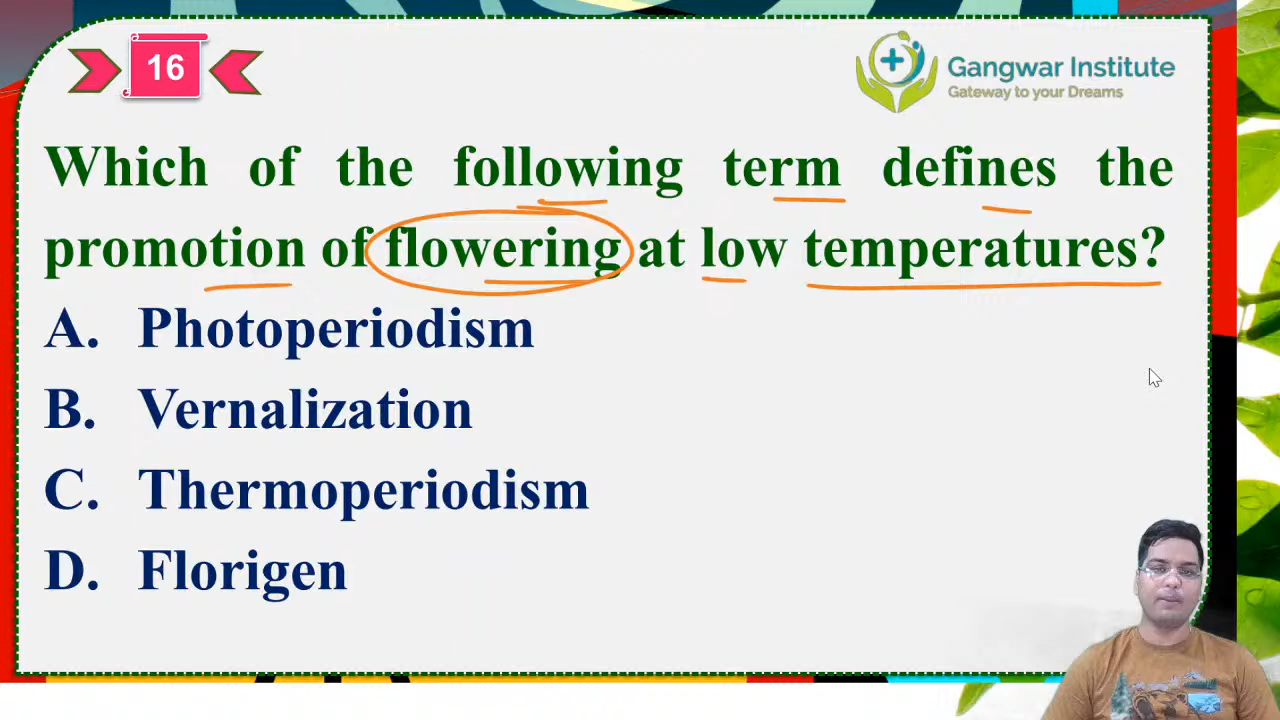 16
Gangwar Institute
Gateway to your Dreams
Which of the following term defines the
promotion of flowering at low temperatures?
A. Photoperiodism
B. Vernalization
C. Thermoperiodism
D. Florigen